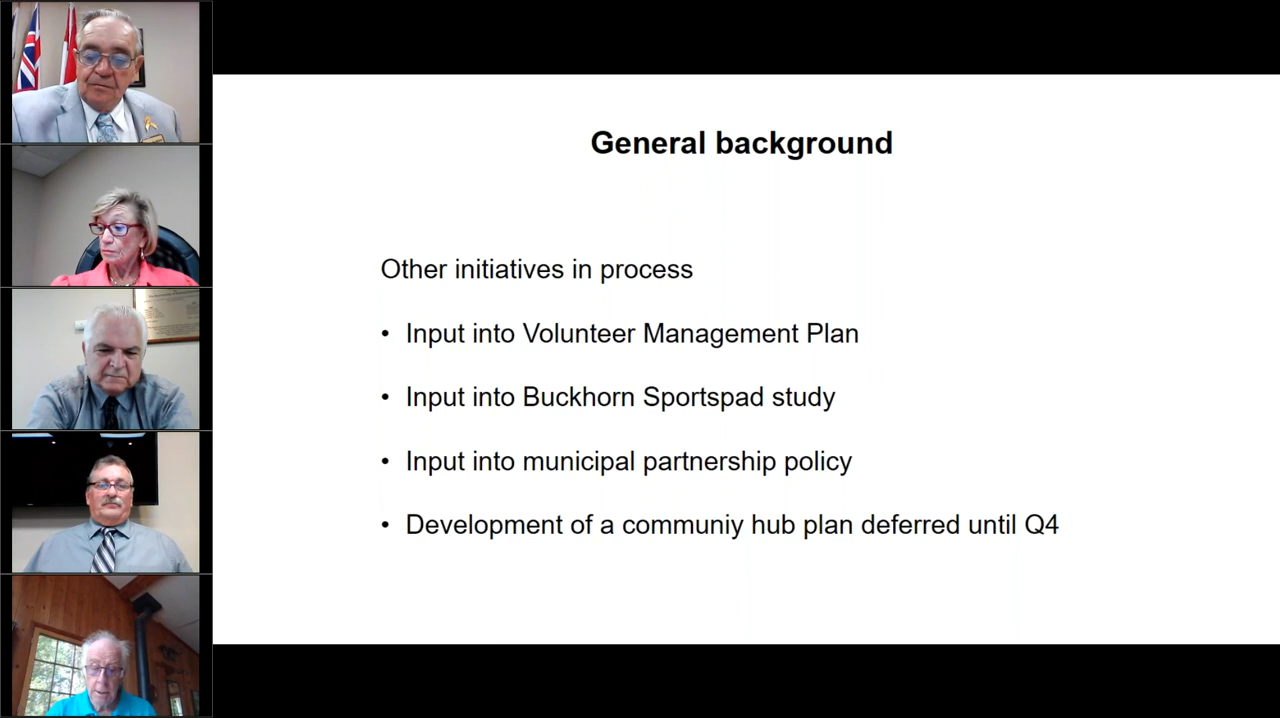 General background
Other initiatives in process
• Input into Volunteer Management Plan
• Input into Buckhorn Sportspad study
• Input into municipal partnership policy
• Development of a communiy hub plan deferred until Q4